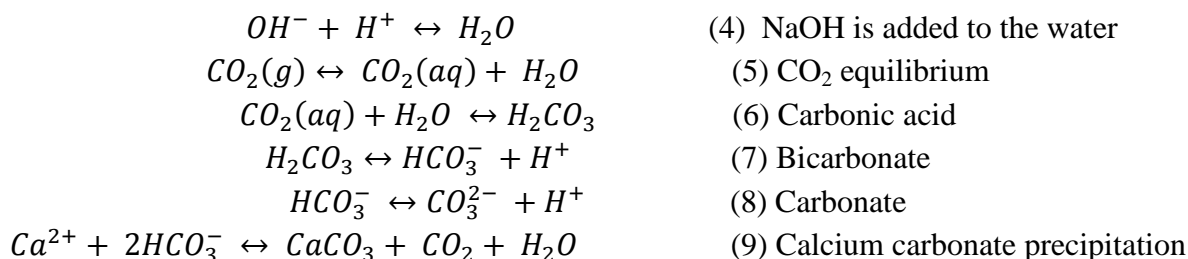 OH⁻ + H⁺ ↔ H₂O (4) NaOH is added to the water
CO₂(g) ↔ CO₂(aq) + H₂O (5) CO₂ equilibrium
CO₂(aq) + H₂O ↔ H₂CO₃ (6) Carbonic acid
H₂CO₃ ↔ HCO₃⁻ + H⁺ (7) Bicarbonate
HCO₃⁻ ↔ CO₃²⁻ + H⁺ (8) Carbonate
Ca²⁺ + 2HCO₃⁻ ↔ CaCO₃ + CO₂ + H₂O (9) Calcium carbonate precipitation